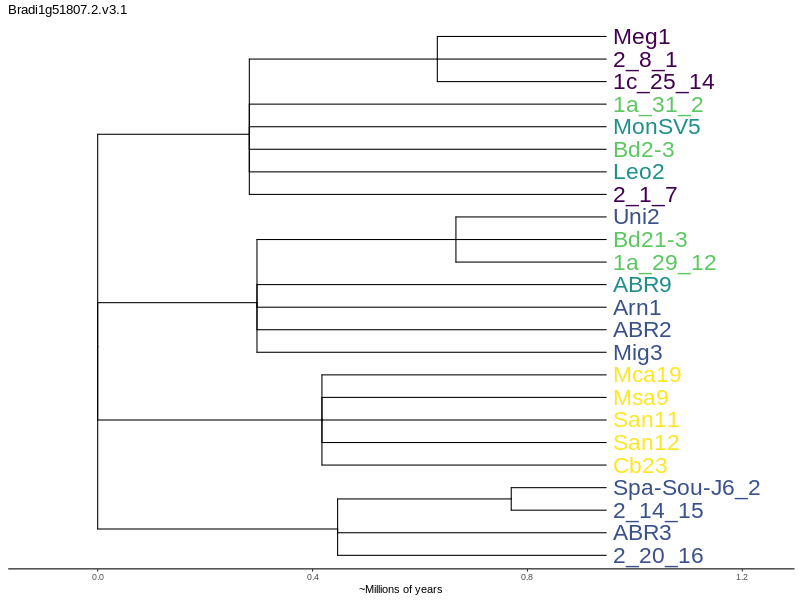 Bradi1g51807.2.v3.1
Meg1
2_8_1
1c_25_14
1a_31_2
MonSV5
Bd2-3
Leo2
2_1_7
Uni2
Bd21-3
1a_29_12
ABR9
Arn1
ABR2
Mig3
Mca19
Msa9
San11
San12
Cb23
Spa-Sou-J6_2
2_14_15
ABR3
2_20_16
0.0 0.4 0.8 1.2
~Millions of years